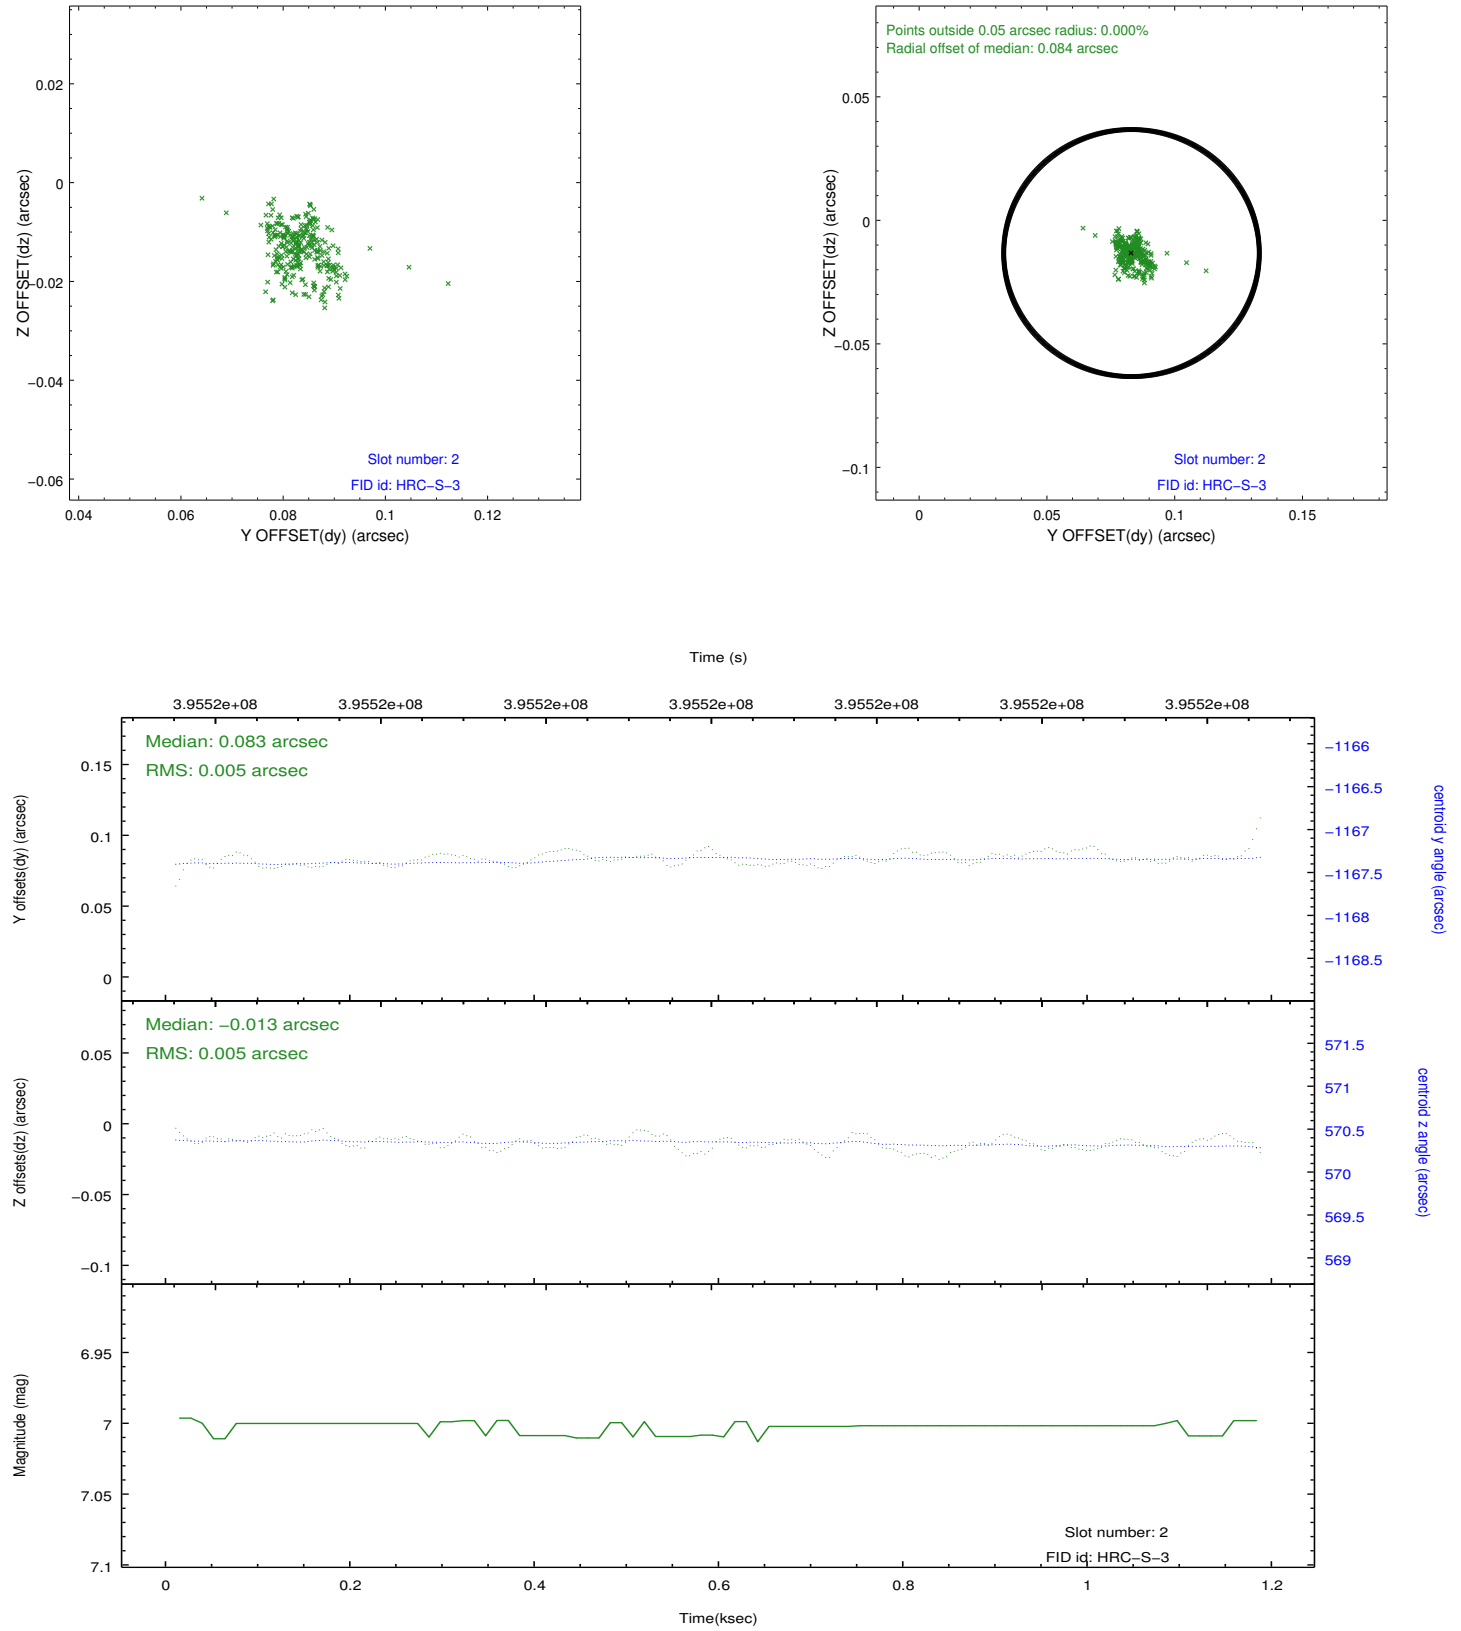 0.02
0
−0.02
−0.04
−0.06
Z OFFSET(dz) (arcsec)
Slot number: 2
FID id: HRC−S−3
0.04 0.06 0.08 0.1 0.12
Y OFFSET(dy) (arcsec)
Points outside 0.05 arcsec radius: 0.000%
Radial offset of median: 0.084 arcsec
0.05
0
−0.05
−0.1
Z OFFSET(dz) (arcsec)
Slot number: 2
FID id: HRC−S−3
0 0.05 0.1 0.15
Y OFFSET(dy) (arcsec)
Time (s)
3.9552e+08 3.9552e+08 3.9552e+08 3.9552e+08 3.9552e+08 3.9552e+08 3.9552e+08
Median: 0.083 arcsec
RMS: 0.005 arcsec
0.15
0.1
0.05
0
Y offsets(dy) (arcsec)
−1166
−1166.5
−1167
−1167.5
−1168
−1168.5
centroid y angle (arcsec)
Median: −0.013 arcsec
RMS: 0.005 arcsec
0.05
0
−0.05
−0.1
Z offsets(dz) (arcsec)
571.5
571
570.5
570
569.5
569
centroid z angle (arcsec)
6.95
7
7.05
7.1
Magnitude (mag)
Slot number: 2
FID id: HRC−S−3
0 0.2 0.4 0.6 0.8 1 1.2
Time(ksec)